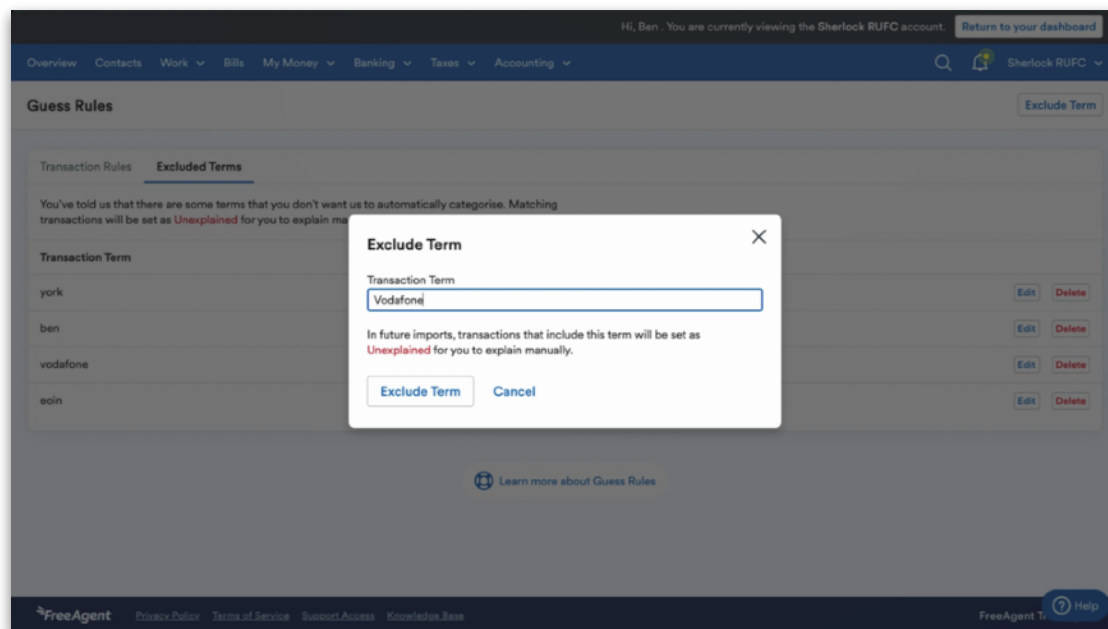 Hi, Ben . You are currently viewing the Sherlock RUFC account. Return to your dashboard
Overview Contacts Work Bills My Money Banking Taxes Accounting Sherlock RUFC
Guess Rules Exclude Term
Transaction Rules Excluded Terms
You've told us that there are some terms that you don't want us to automatically categorise. Matching
transactions will be set as Unexplained for you to explain ma
Transaction Term
york Edit Delete
ben Edit Delete
vodafone Edit Delete
eoin Edit Delete
Exclude Term
Transaction Term
Vodafone
In future imports, transactions that include this term will be set as
Unexplained for you to explain manually.
Exclude Term Cancel
Learn more about Guess Rules
FreeAgent Privacy Policy Terms of Service Support Access Knowledge Base FreeAgent T
Help